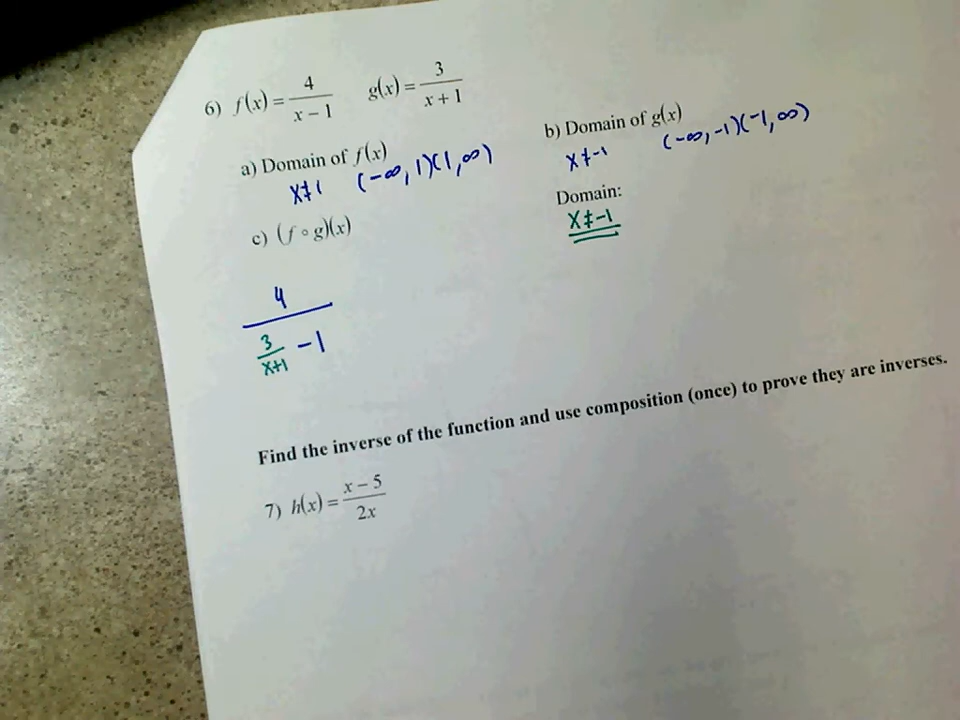 6) f(x) = 4/(x − 1)   g(x) = 3/(x + 1)
a) Domain of f(x)
x ≠ 1   (−∞, 1)(1, ∞)
b) Domain of g(x)
x ≠ −1   (−∞, −1)(−1, ∞)
c) (f ∘ g)(x)
Domain:
x ≠ −1
4/(3/(x+1) − 1)
Find the inverse of the function and use composition (once) to prove they are inverses.
7) h(x) = (x − 5)/2x